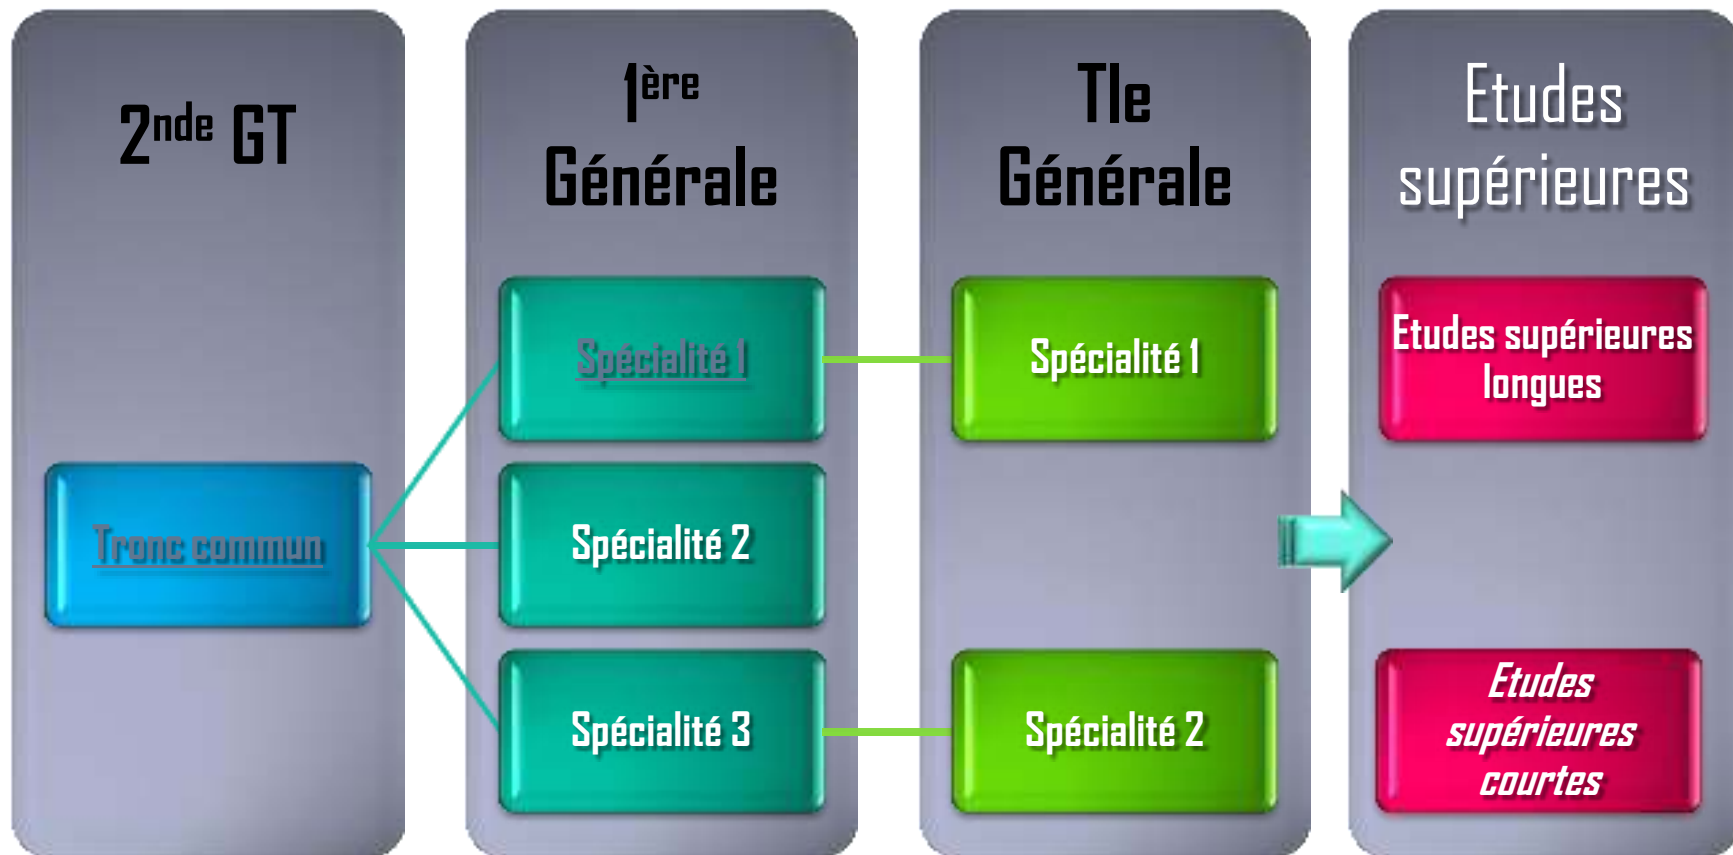 2nde GT
1ère
Générale
Tle
Générale
Etudes
supérieures
Tronc commun
Spécialité 1
Spécialité 2
Spécialité 3
Spécialité 1
Spécialité 2
Etudes supérieures
longues
Etudes
supérieures
courtes